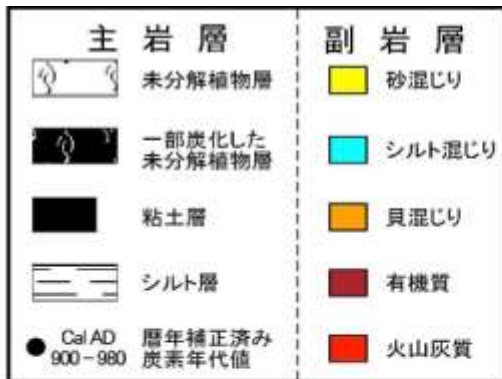 主岩層
未分解植物層
一部炭化した
未分解植物層
粘土層
シルト層
Cal AD
900-980
暦年補正済み
炭素年代値
副岩層
砂混じり
シルト混じり
貝混じり
有機質
火山灰質